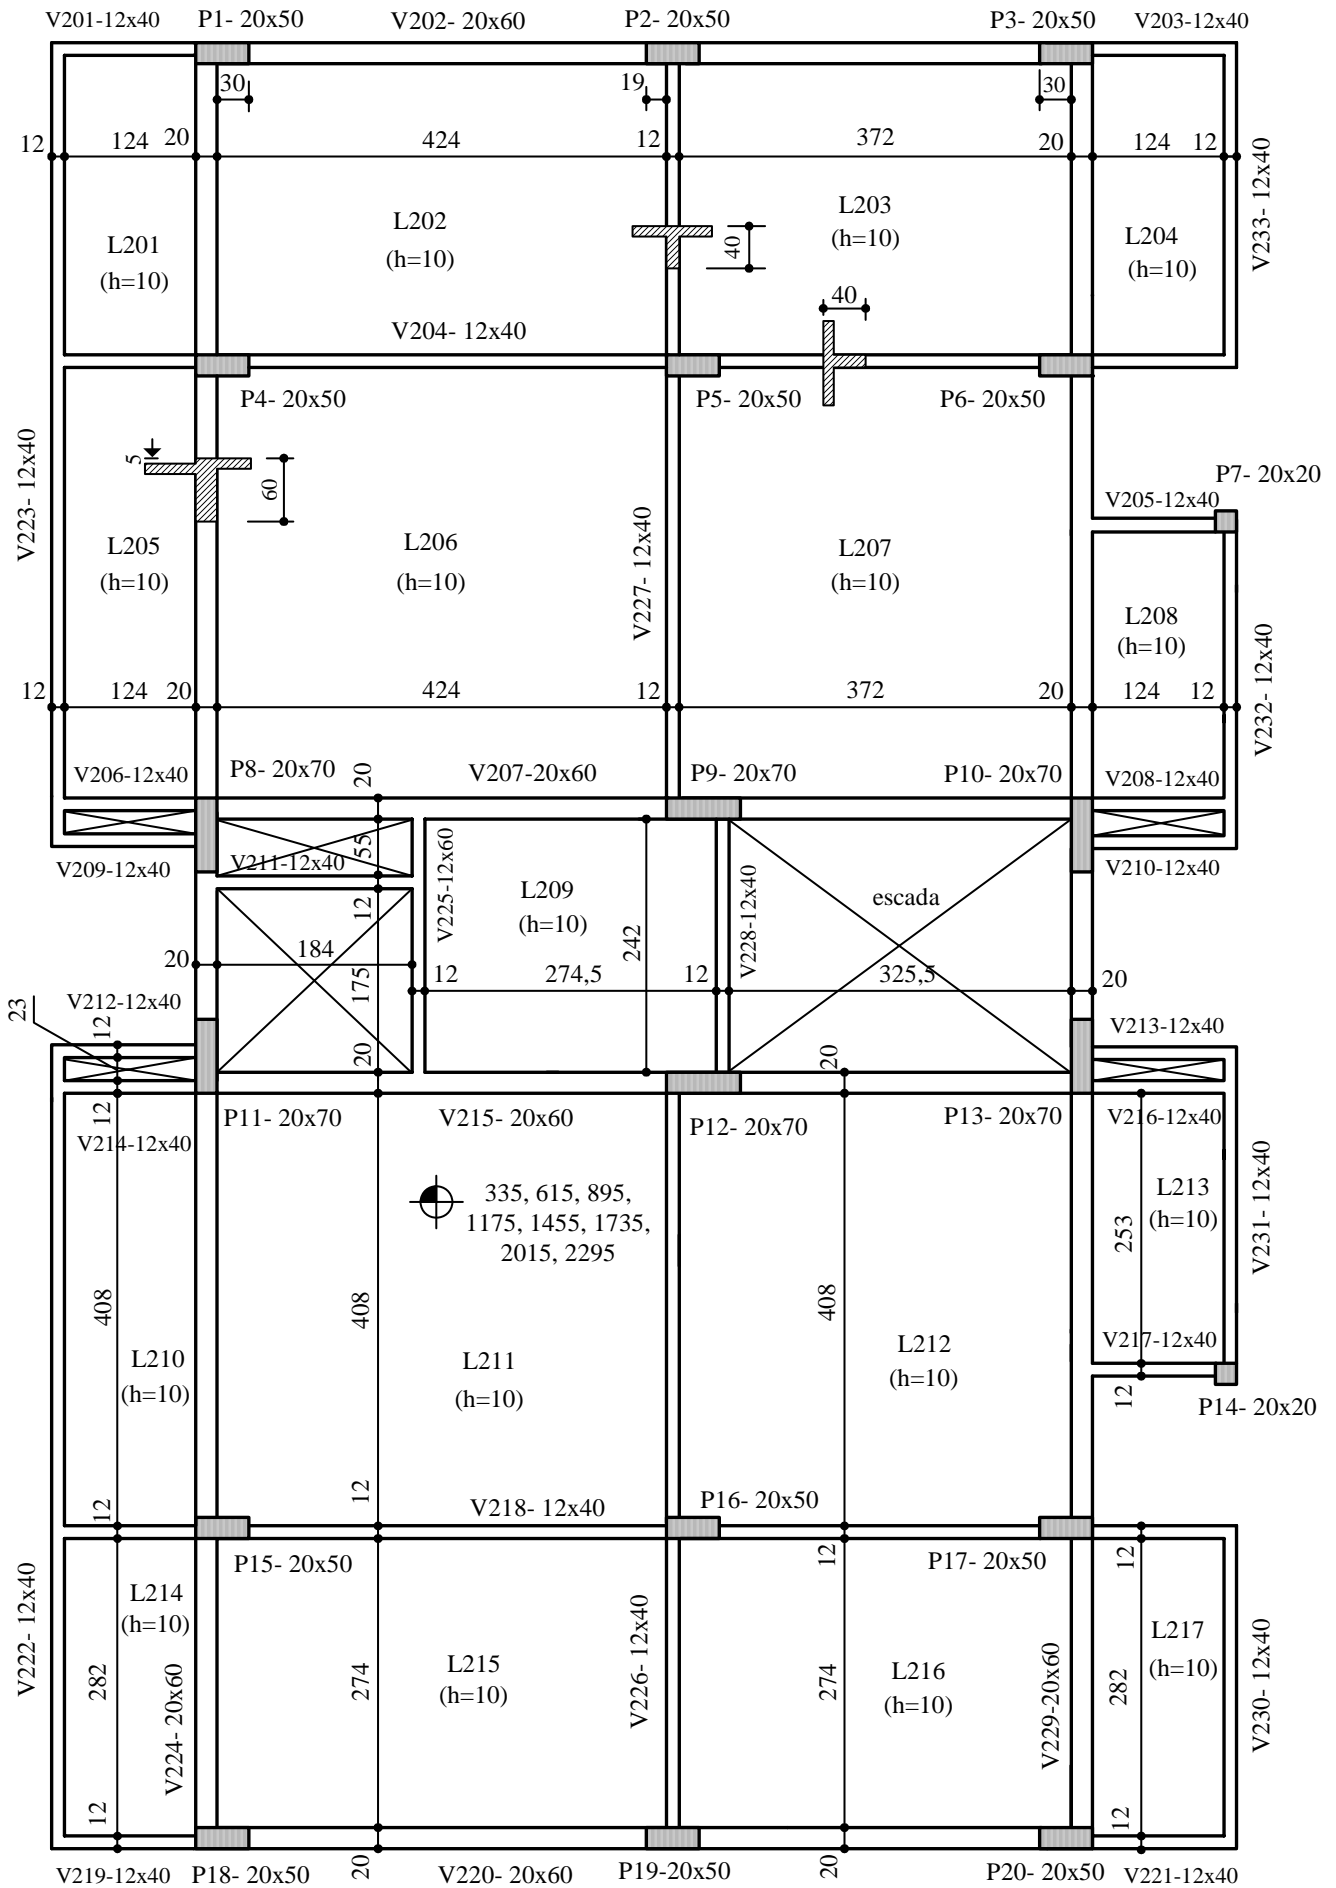 V201-12x40
P1- 20x50
V202- 20x60
P2- 20x50
P3- 20x50
V203-12x40
30
19
30
12
124
20
424
12
372
20
124
12
V233- 12x40
L201
(h=10)
L202
(h=10)
L203
(h=10)
L204
(h=10)
40
40
V204- 12x40
P4- 20x50
P5- 20x50
P6- 20x50
V223- 12x40
5
60
P7- 20x20
V205-12x40
L205
(h=10)
L206
(h=10)
V227- 12x40
L207
(h=10)
L208
(h=10)
V232- 12x40
12
124
20
424
12
372
20
124
12
V206-12x40
P8- 20x70
20
V207-20x60
P9- 20x70
P10- 20x70
V208-12x40
V209-12x40
V211-12x40
55
V225-12x60
L209
(h=10)
V228-12x40
escada
V210-12x40
12
242
20
184
175
12
274,5
12
325,5
20
23
V212-12x40
12
20
20
V213-12x40
12
P11- 20x70
V215- 20x60
P12- 20x70
P13- 20x70
V216-12x40
V214-12x40
335, 615, 895,
1175, 1455, 1735,
2015, 2295
L213
(h=10)
253
V231- 12x40
408
408
408
L210
(h=10)
L211
(h=10)
L212
(h=10)
V217-12x40
12
P14- 20x20
12
12
V218- 12x40
P16- 20x50
P15- 20x50
12
P17- 20x50
12
V222- 12x40
L214
(h=10)
282
V224- 20x60
274
L215
(h=10)
V226- 12x40
274
L216
(h=10)
V229-20x60
282
L217
(h=10)
V230- 12x40
12
12
V219-12x40
P18- 20x50
20
V220- 20x60
P19-20x50
20
P20- 20x50
V221-12x40